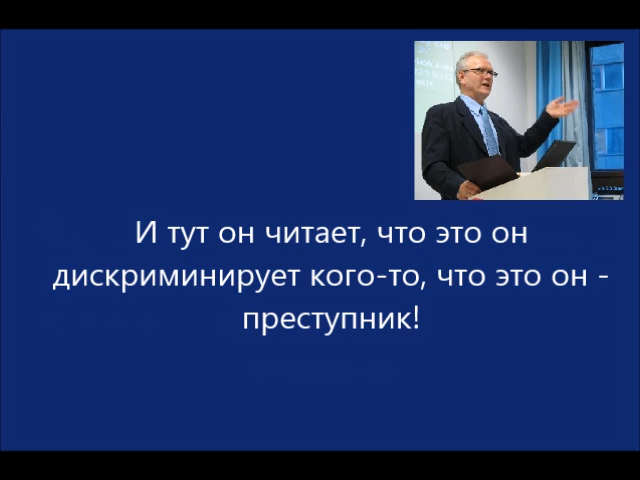 И тут он читает, что это он
дискриминирует кого-то, что это он -
преступник!